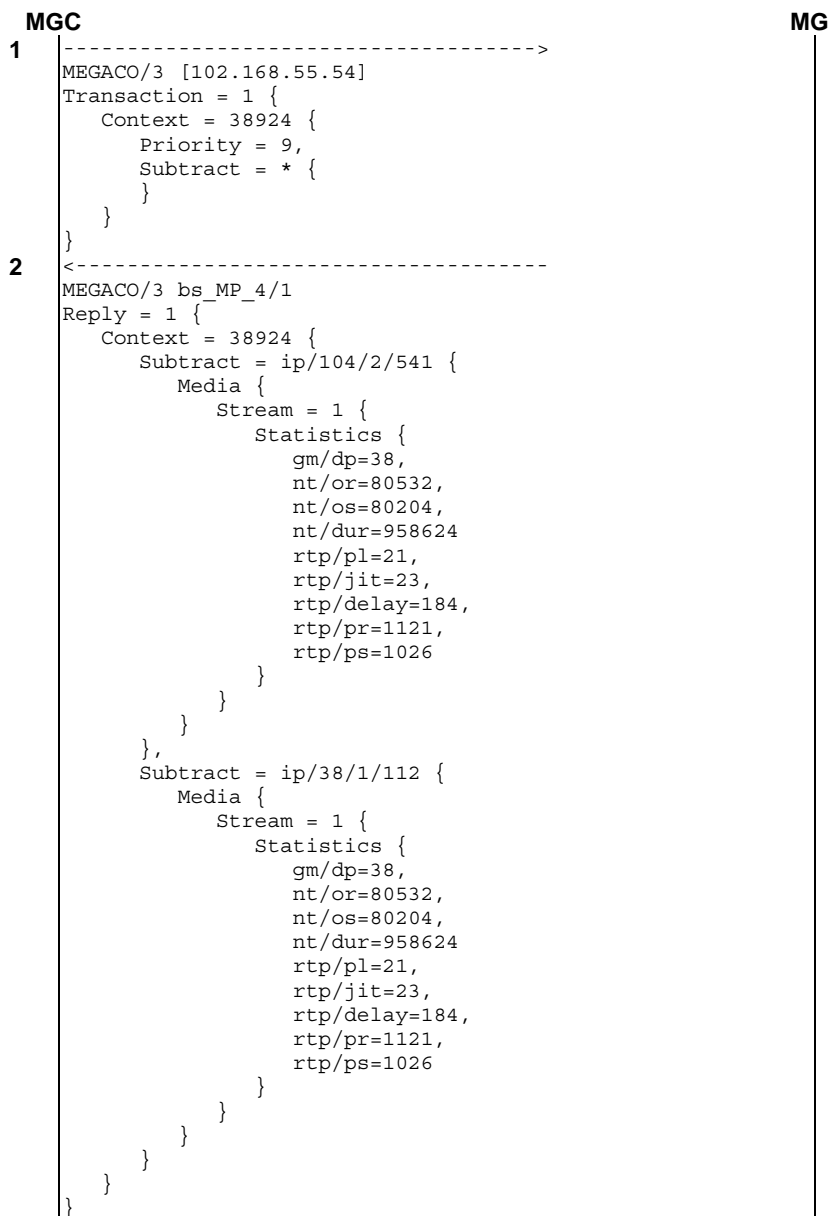 MGC MG
1 ------------------------------------->
MEGACO/3 [102.168.55.54]
Transaction = 1 {
Context = 38924 {
Priority = 9,
Subtract = * {
}
}
}
2 <-------------------------------------
MEGACO/3 bs_MP_4/1
Reply = 1 {
Context = 38924 {
Subtract = ip/104/2/541 {
Media {
Stream = 1 {
Statistics {
gm/dp=38,
nt/or=80532,
nt/os=80204,
nt/dur=958624
rtp/pl=21,
rtp/jit=23,
rtp/delay=184,
rtp/pr=1121,
rtp/ps=1026
}
}
}
},
Subtract = ip/38/1/112 {
Media {
Stream = 1 {
Statistics {
gm/dp=38,
nt/or=80532,
nt/os=80204,
nt/dur=958624
rtp/pl=21,
rtp/jit=23,
rtp/delay=184,
rtp/pr=1121,
rtp/ps=1026
}
}
}
}
}
}